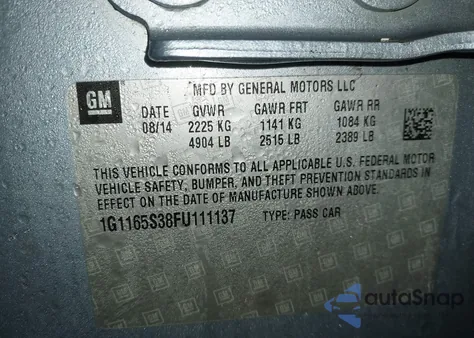 GM
MFD BY GENERAL MOTORS LLC
DATE GVWR GAWR FRT GAWR RR
08/14 2225 KG 1141 KG 1084 KG
4904 LB 2515 LB 2389 LB
THIS VEHICLE CONFORMS TO ALL APPLICABLE U.S. FEDERAL MOTOR
VEHICLE SAFETY, BUMPER, AND THEFT PREVENTION STANDARDS IN
EFFECT ON THE DATE OF MANUFACTURE SHOWN ABOVE.
1G1165S38FU111137 TYPE: PASS CAR
autoSnap